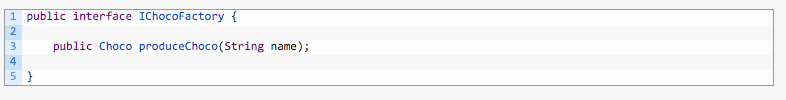 1 public interface IChocoFactory {
2
3     public Choco produceChoco(String name);
4
5 }